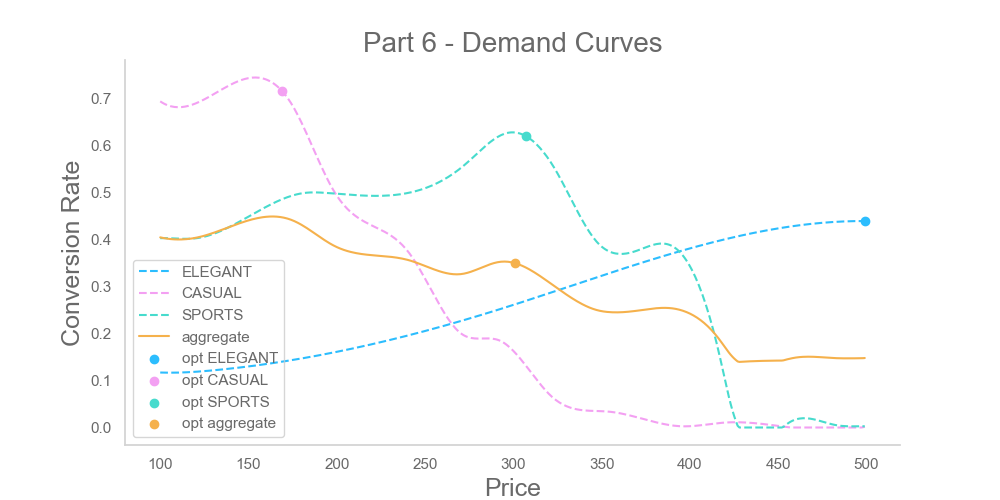 Part 6 - Demand Curves
Conversion Rate
0.7
0.6
0.5
0.4
0.3
0.2
0.1
0.0
ELEGANT
CASUAL
SPORTS
aggregate
opt ELEGANT
opt CASUAL
opt SPORTS
opt aggregate
100 150 200 250 300 350 400 450 500
Price